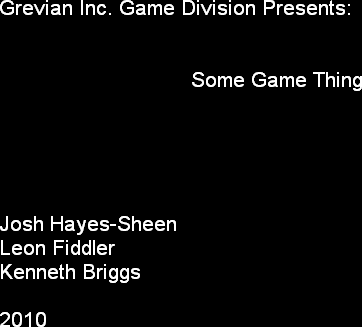 Grevian Inc. Game Division Presents:
Some Game Thing
Josh Hayes-Sheen
Leon Fiddler
Kenneth Briggs
2010